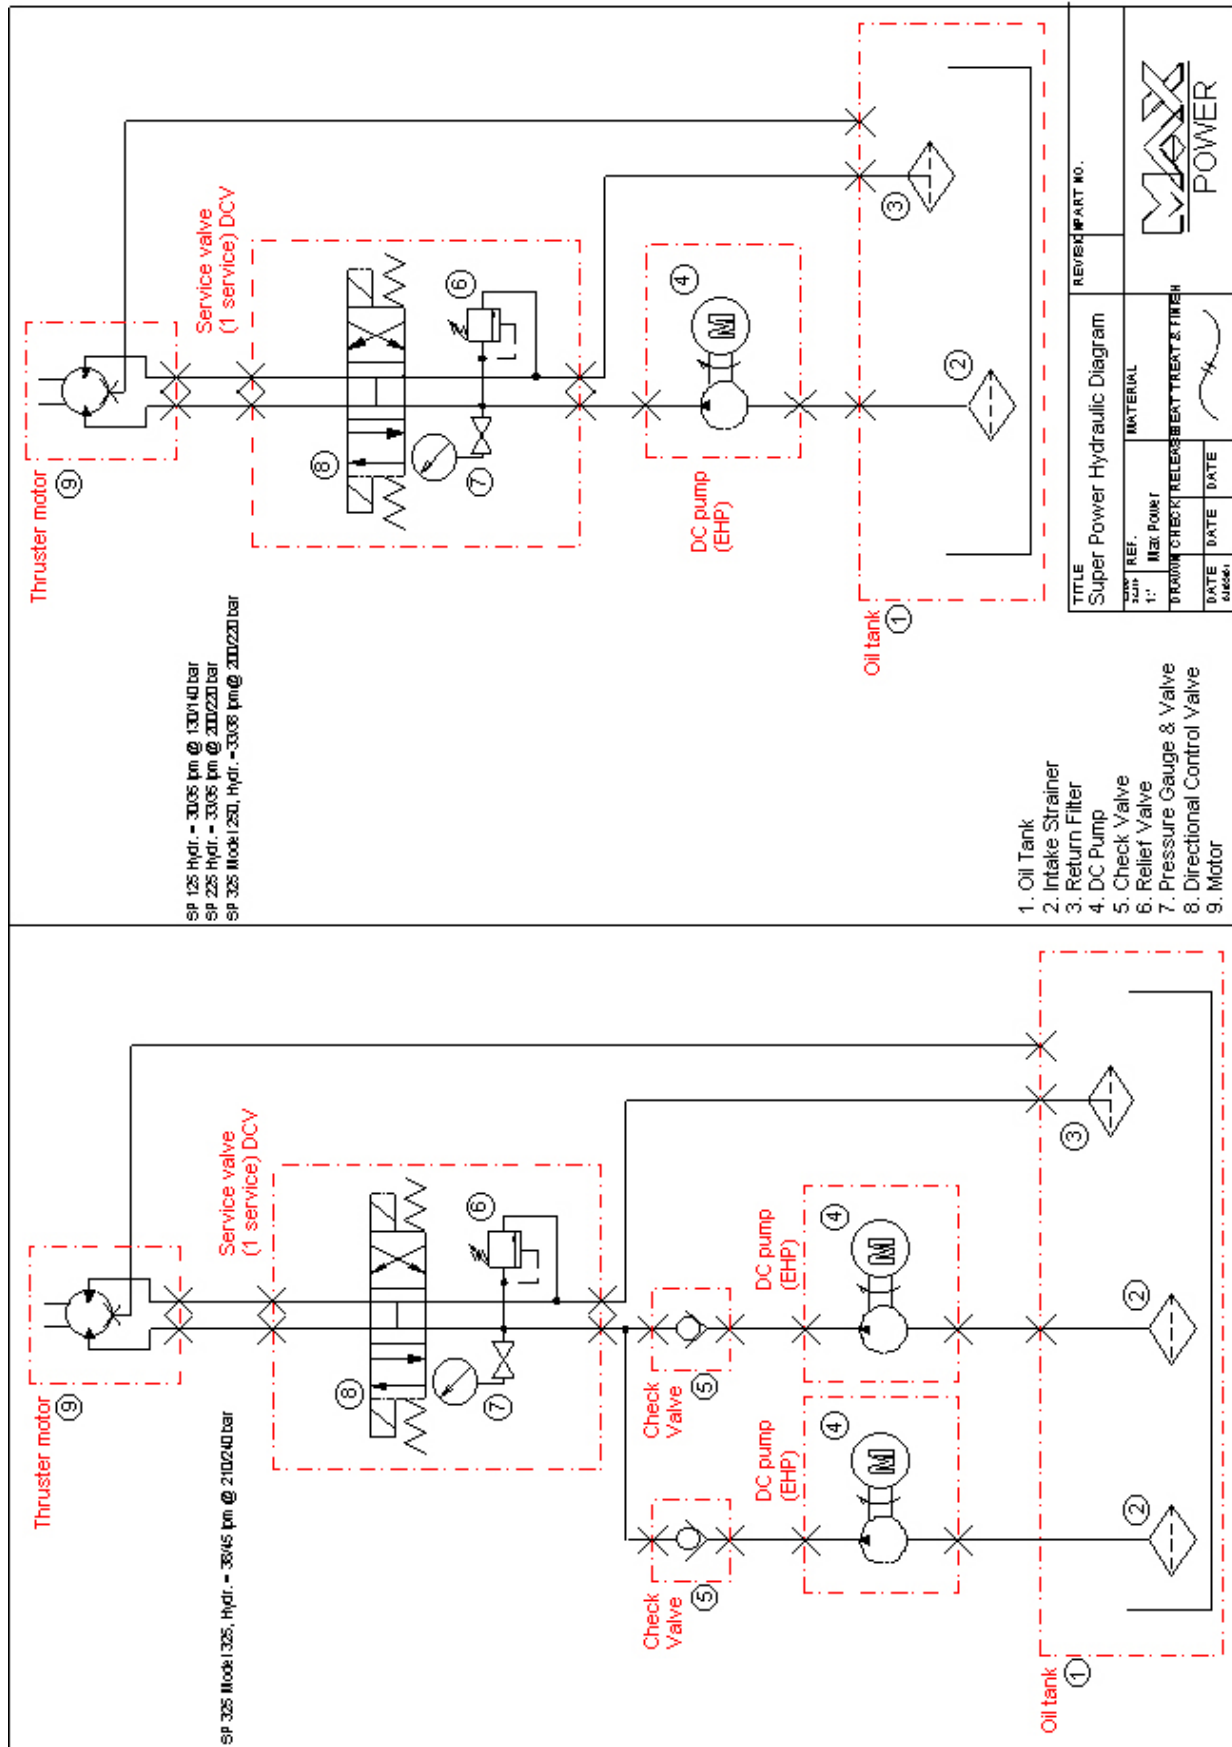 Thruster motor
9
SP 325 Model 325, Hydr. = 38/45 lpm @ 210/240 bar
Service valve
(1 service) DCV
8
6
7
Check
Valve
5
Check
Valve
5
DC pump
(EHP)
4
M
DC pump
(EHP)
4
M
3
2
2
Oil tank
1
Thruster motor
9
SP 125 Hydr. = 30/35 lpm @ 130/140 bar
SP 225 Hydr. = 33/35 lpm @ 200/220 bar
SP 325 Model 250, Hydr. = 33/38 lpm @ 200/220 bar
Service valve
(1 service) DCV
8
6
7
DC pump
(EHP)
4
M
3
2
Oil tank
1
1. Oil Tank
2. Intake Strainer
3. Return Filter
4. DC Pump
5. Check Valve
6. Relief Valve
7. Pressure Gauge & Valve
8. Directional Control Valve
9. Motor
TITLE
Super Power Hydraulic Diagram
REVISION PART NO.
REF.
Max Power
1:1
MATERIAL
DRAWN CHECK RELEASE HEAT TREAT & FINISH
DATE DATE DATE
MAX
POWER